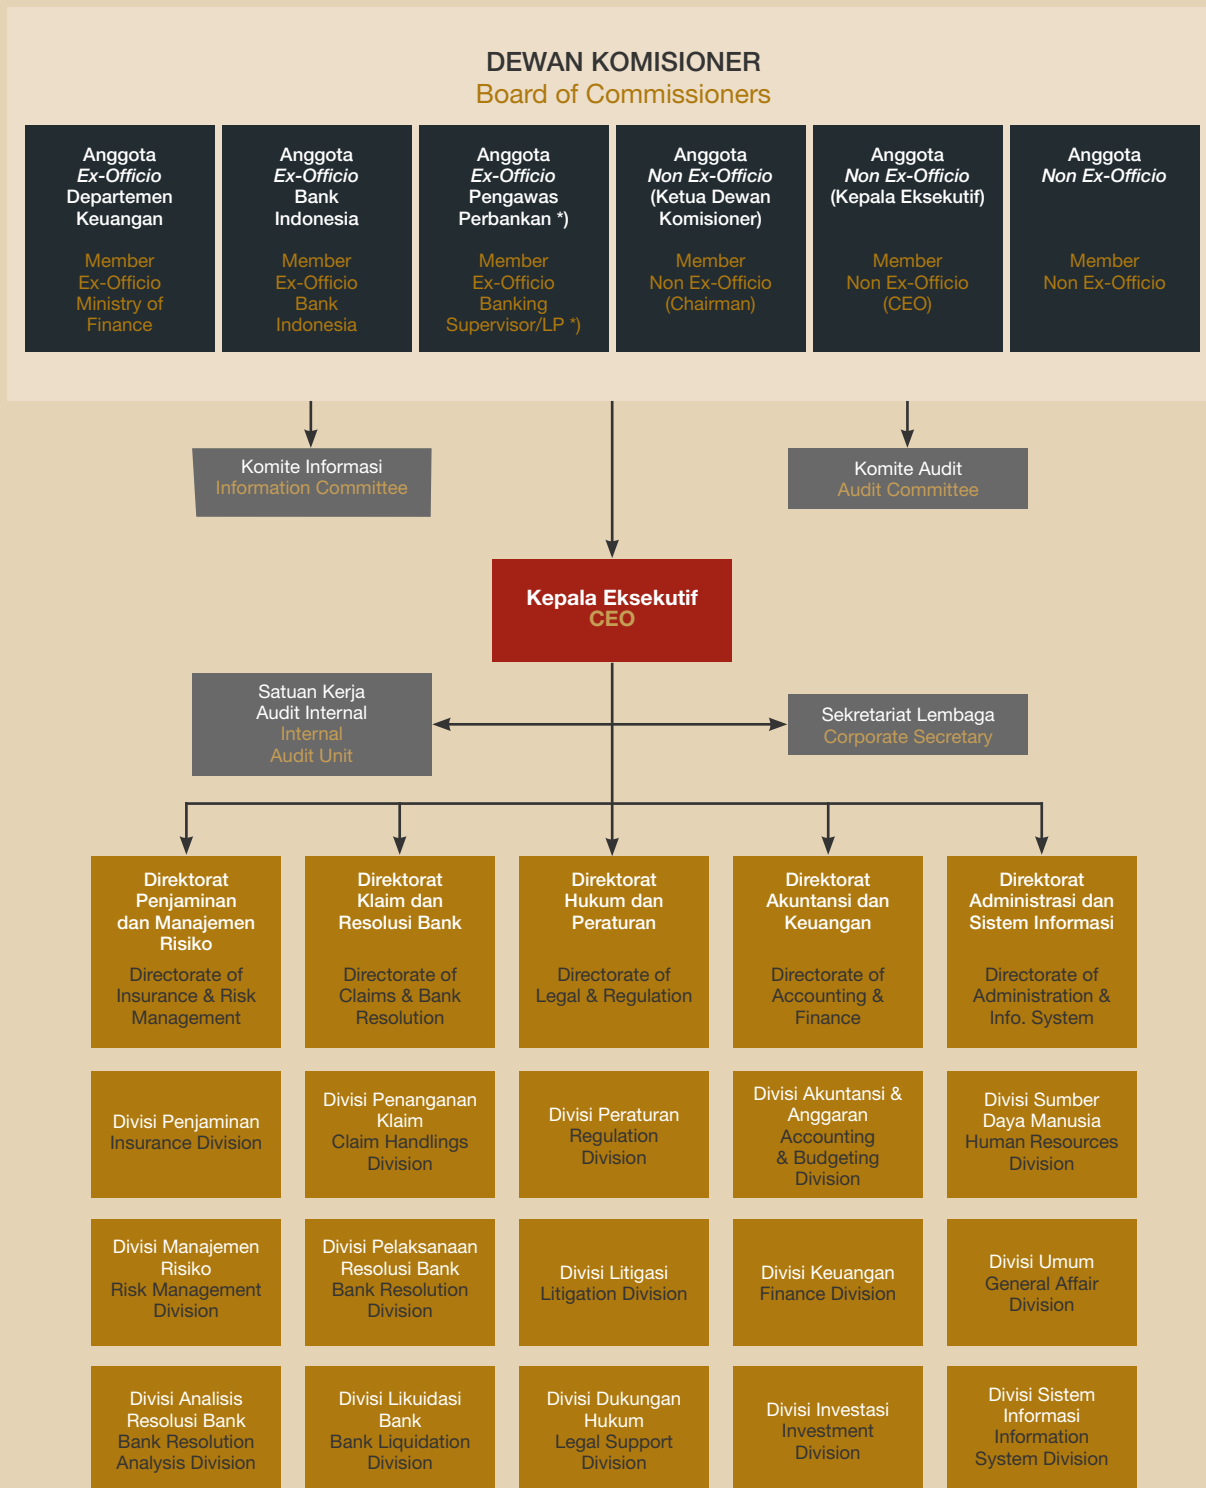 DEWAN KOMISIONER
Board of Commissioners
Anggota
Ex-Officio
Departemen
Keuangan
Member
Ex-Officio
Ministry of
Finance
Anggota
Ex-Officio
Bank
Indonesia
Member
Ex-Officio
Bank
Indonesia
Anggota
Ex-Officio
Pengawas
Perbankan *)
Member
Ex-Officio
Banking
Supervisor/LP *)
Anggota
Non Ex-Officio
(Ketua Dewan
Komisioner)
Member
Non Ex-Officio
(Chairman)
Anggota
Non Ex-Officio
(Kepala Eksekutif)
Member
Non Ex-Officio
(CEO)
Anggota
Non Ex-Officio
Member
Non Ex-Officio
Komite Informasi
Information Committee
Komite Audit
Audit Committee
Kepala Eksekutif
CEO
Satuan Kerja
Audit Internal
Internal
Audit Unit
Sekretariat Lembaga
Corporate Secretary
Direktorat
Penjaminan
dan Manajemen
Risiko
Directorate of
Insurance & Risk
Management
Direktorat
Klaim dan
Resolusi Bank
Directorate of
Claims & Bank
Resolution
Direktorat
Hukum dan
Peraturan
Directorate of
Legal & Regulation
Direktorat
Akuntansi dan
Keuangan
Directorate of
Accounting &
Finance
Direktorat
Administrasi dan
Sistem Informasi
Directorate of
Administration &
Info. System
Divisi Penjaminan
Insurance Division
Divisi Penanganan
Klaim
Claim Handlings
Division
Divisi Peraturan
Regulation
Division
Divisi Akuntansi &
Anggaran
Accounting
& Budgeting
Division
Divisi Sumber
Daya Manusia
Human Resources
Division
Divisi Manajemen
Risiko
Risk Management
Division
Divisi Pelaksanaan
Resolusi Bank
Bank Resolution
Division
Divisi Litigasi
Litigation Division
Divisi Keuangan
Finance Division
Divisi Umum
General Affair
Division
Divisi Analisis
Resolusi Bank
Bank Resolution
Analysis Division
Divisi Likuidasi
Bank
Bank Liquidation
Division
Divisi Dukungan
Hukum
Legal Support
Division
Divisi Investasi
Investment
Division
Divisi Sistem
Informasi
Information
System Division